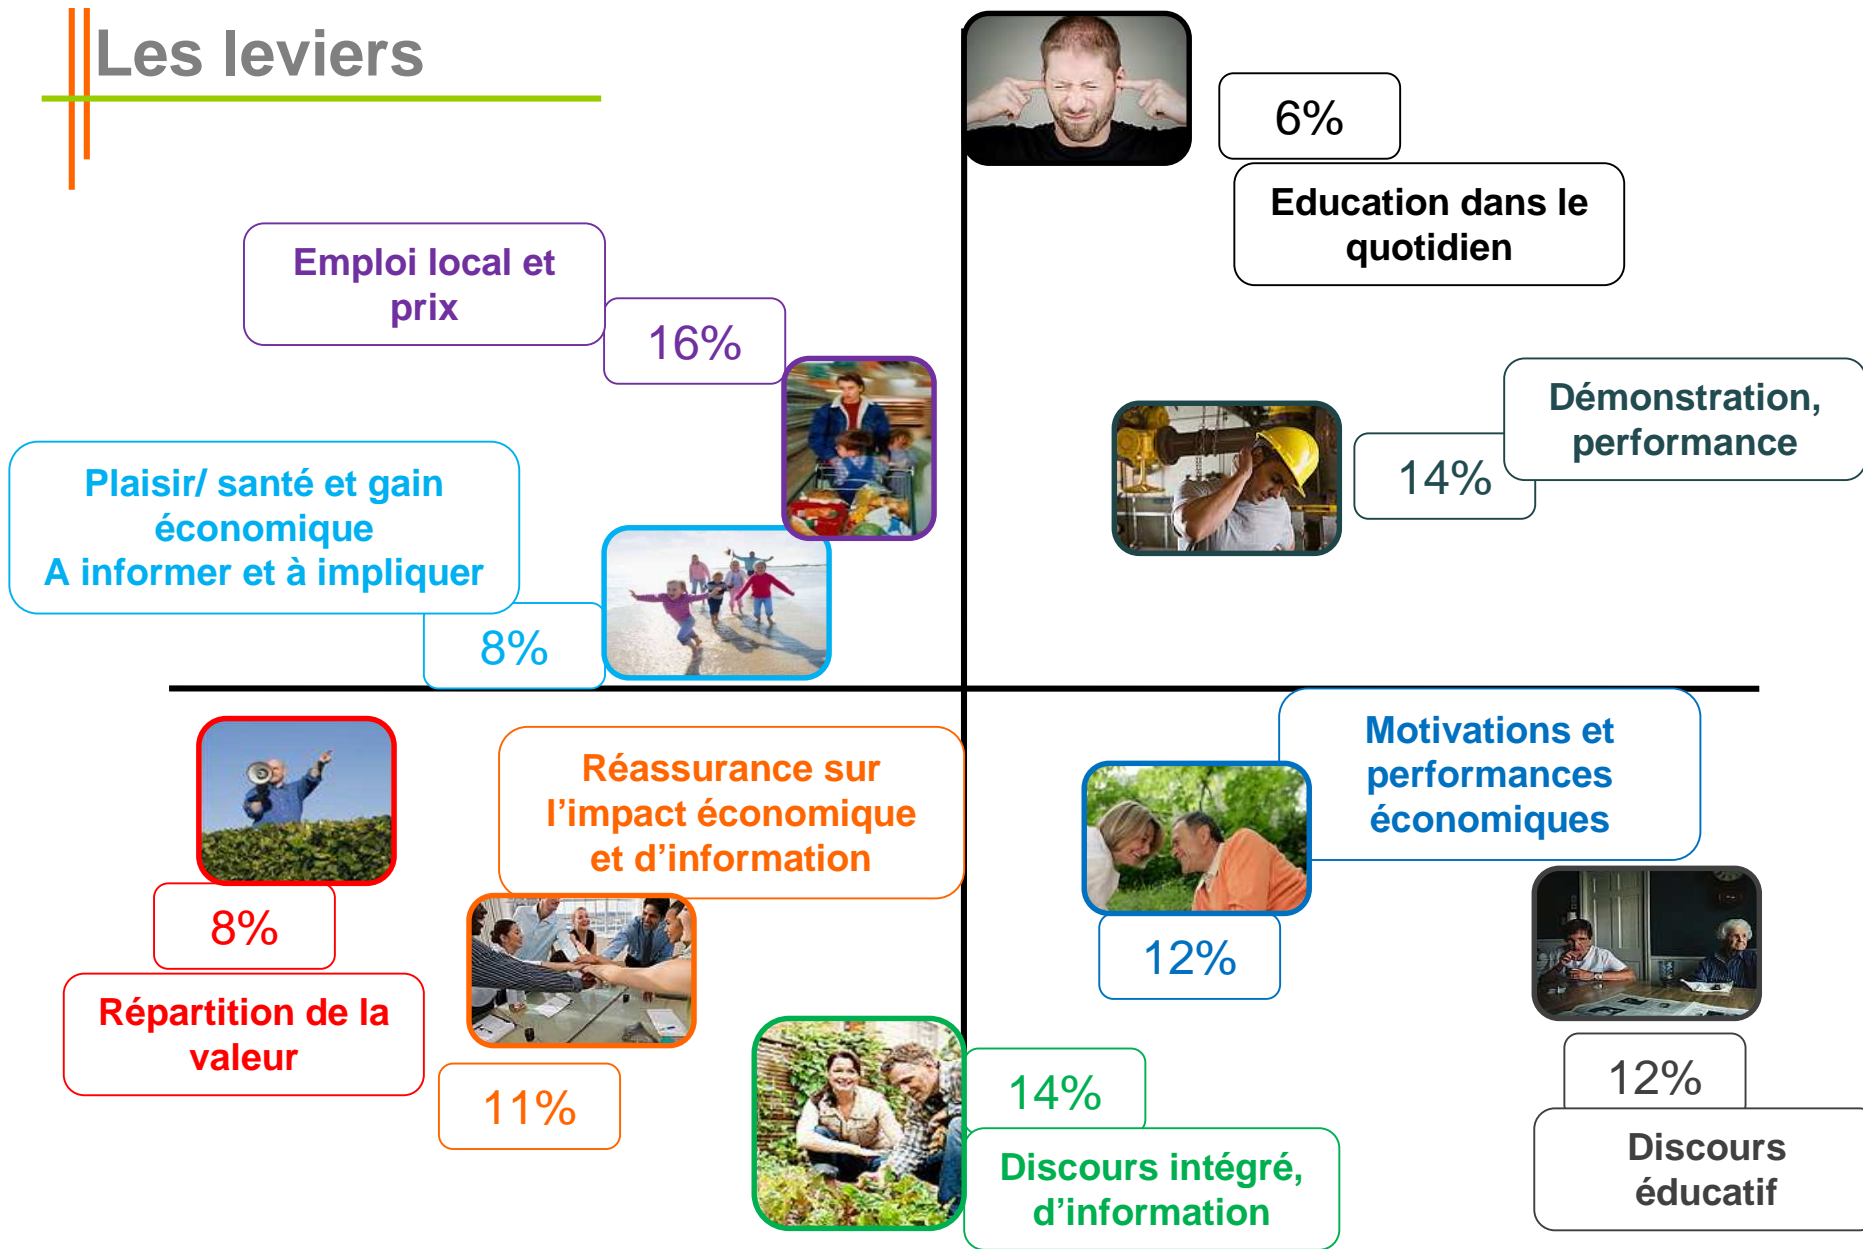 Les leviers
6%
Education dans le
quotidien
Emploi local et
prix
16%
Démonstration,
performance
14%
Plaisir/ santé et gain
économique
A informer et à impliquer
8%
Motivations et
performances
économiques
12%
Réassurance sur
l'impact économique
et d'information
11%
8%
Répartition de la
valeur
14%
Discours intégré,
d'information
12%
Discours
éducatif